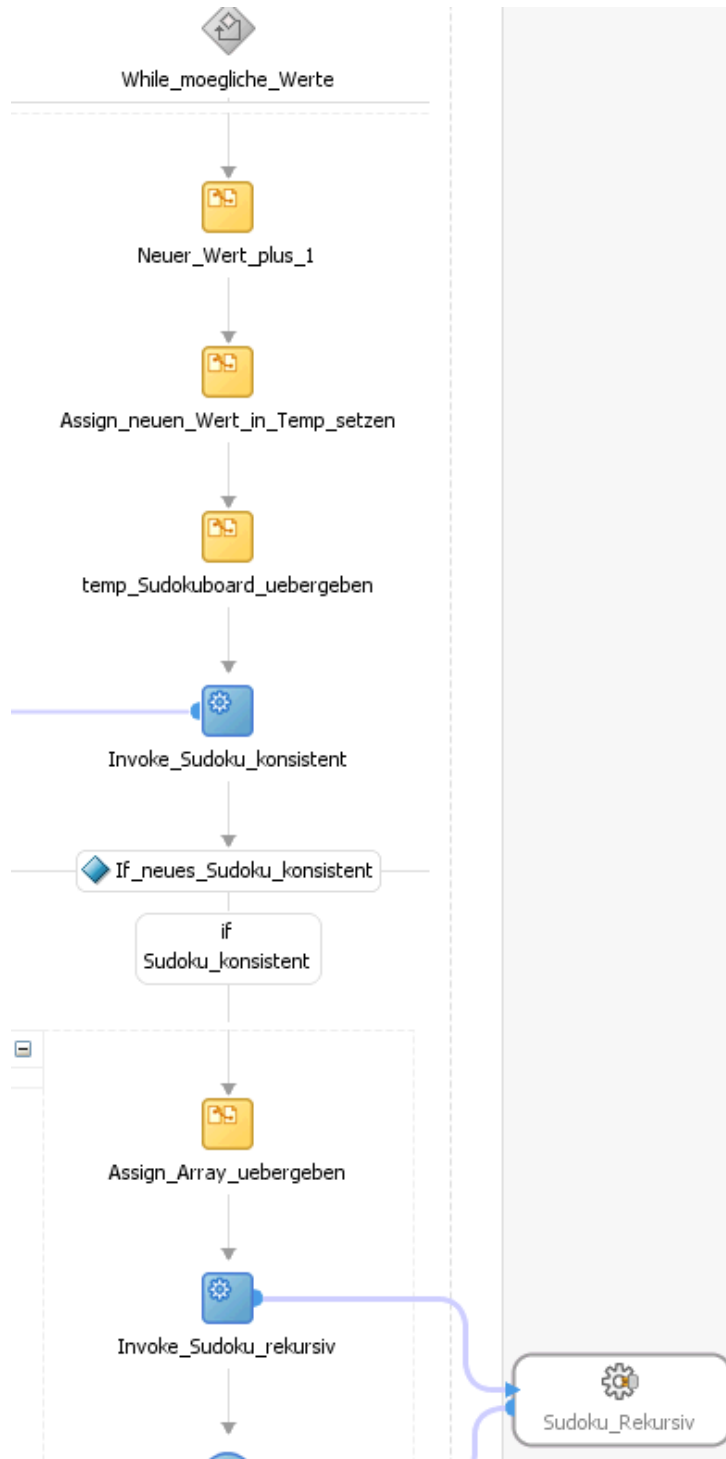 While_moegliche_Werte
Neuer_Wert_plus_1
Assign_neuen_Wert_in_Temp_setzen
temp_Sudokuboard_uebergeben
Invoke_Sudoku_konsistent
If_neues_Sudoku_konsistent
if
Sudoku_konsistent
Assign_Array_uebergeben
Invoke_Sudoku_rekursiv
Sudoku_Rekursiv